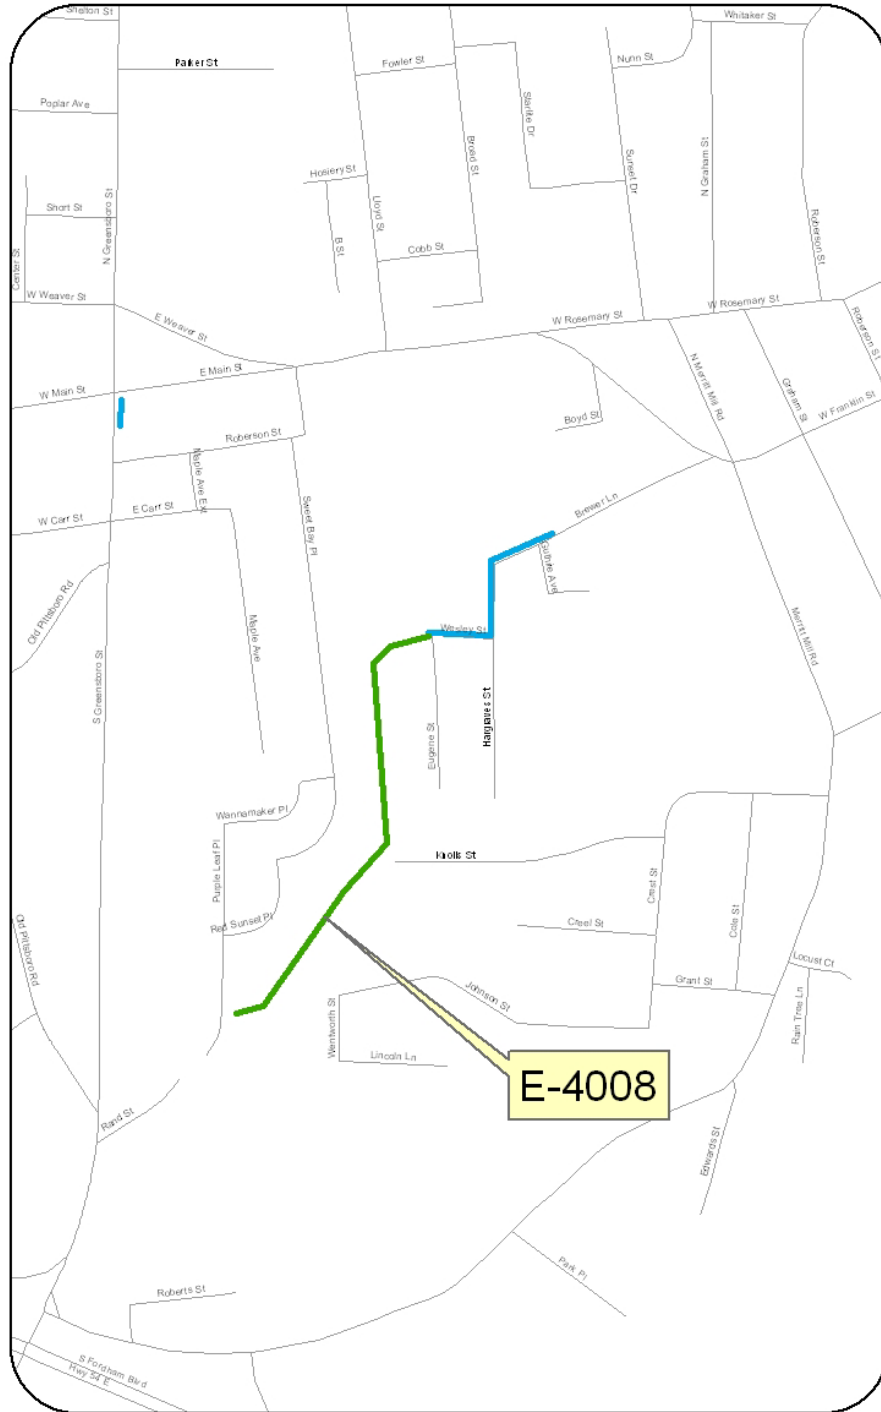 Shelton St
Whitaker St
Parker St
Fowler St
Nunn St
Poplar Ave
Starlite Dr
Broad St
Sunset Dr
N Graham St
Hosiery St
Lloyd St
Short St
N Greensboro St
Roberson St
B St
Cobb St
Center St
W Weaver St
E Weaver St
W Rosemary St
W Rosemary St
Roberson St
E Main St
N Merritt Mill Rd
Graham St
W Main St
W Franklin St
Boyd St
Roberson St
Maple Ave Ext
E Carr St
W Carr St
Sweet Bay Pl
Brewer Ln
Guthrie Ave
Old Pittsboro Rd
Wesley St
Maple Ave
Merritt Mill Rd
S Greensboro St
Eugene St
Hargraves St
Wannamaker Pl
Purple Leaf Pl
Knolls St
Crest St
Cole St
Red Sunset Pl
Creel St
Old Pittsboro Rd
Locust Ct
Grant St
Johnson St
Rain Tree Ln
Wentworth St
Lincoln Ln
E-4008
Rand St
Edwards St
Park Pl
Roberts St
S Fordham Blvd
Hwy 54 E